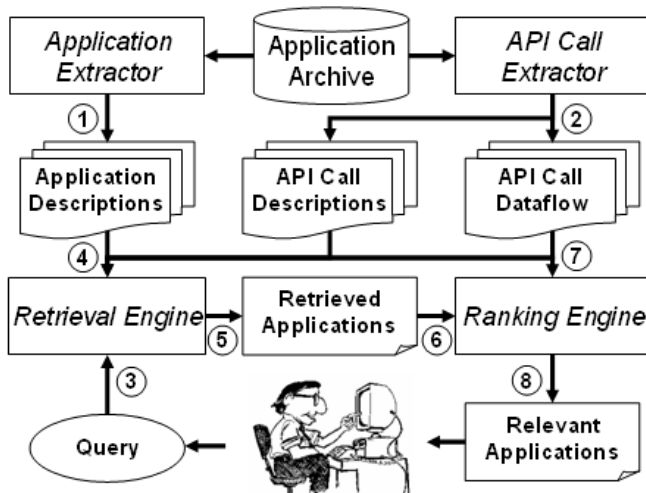 Application
Extractor
Application
Archive
API Call
Extractor
1
2
Application
Descriptions
API Call
Descriptions
API Call
Dataflow
4
7
Retrieval Engine
5
Retrieved
Applications
6
Ranking Engine
3
8
Query
Relevant
Applications